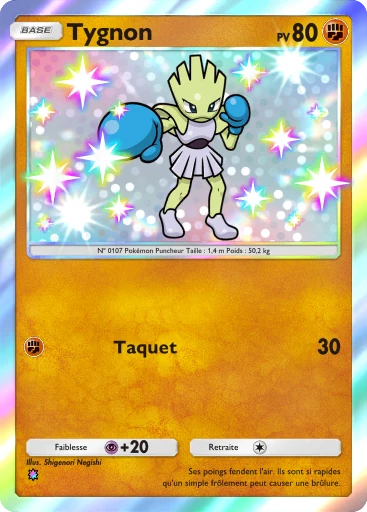 BASE Tygnon PV 80
N° 0107 Pokémon Puncheur Taille : 1,4 m Poids : 50,2 kg
Taquet 30
Faiblesse +20 Retraite
Illus. Shigenori Negishi
Ses poings fendent l'air. Ils sont si rapides
qu'un simple frôlement peut causer une brûlure.